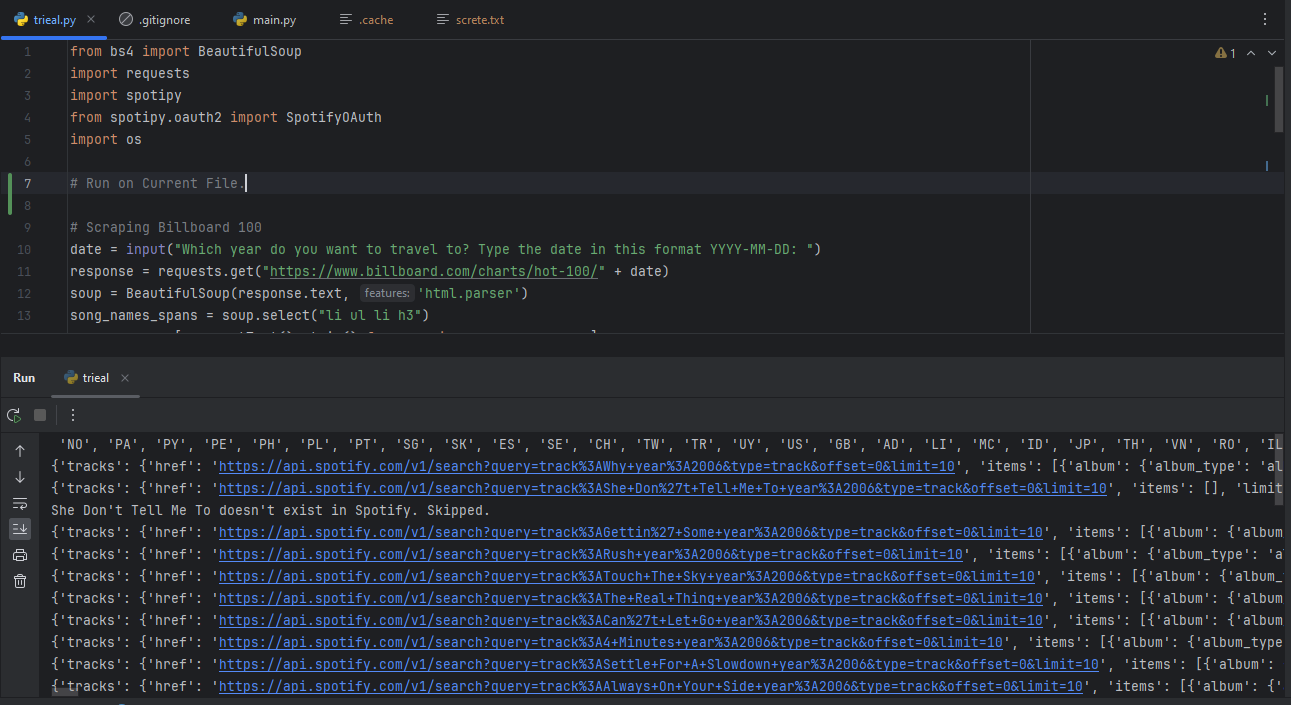 trieal.py .gitignore main.py .cache screte.txt
1 from bs4 import BeautifulSoup
2 import requests
3 import spotipy
4 from spotipy.oauth2 import SpotifyOAuth
5 import os
6
7 # Run on Current File.
8
9 # Scraping Billboard 100
10 date = input("Which year do you want to travel to? Type the date in this format YYYY-MM-DD: ")
11 response = requests.get("https://www.billboard.com/charts/hot-100/" + date)
12 soup = BeautifulSoup(response.text, features: 'html.parser')
13 song_names_spans = soup.select("li ul li h3")
1
Run trieal
'NO', 'PA', 'PY', 'PE', 'PH', 'PL', 'PT', 'SG', 'SK', 'ES', 'SE', 'CH', 'TW', 'TR', 'UY', 'US', 'GB', 'AD', 'LI', 'MC', 'ID', 'JP', 'TH', 'VN', 'RO', 'IL
{'tracks': {'href': 'https://api.spotify.com/v1/search?query=track%3AWhy+year%3A2006&type=track&offset=0&limit=10', 'items': [{'album': {'album_type': 'al
{'tracks': {'href': 'https://api.spotify.com/v1/search?query=track%3AShe+Don%27t+Tell+Me+To+year%3A2006&type=track&offset=0&limit=10', 'items': [], 'limit
She Don't Tell Me To doesn't exist in Spotify. Skipped.
{'tracks': {'href': 'https://api.spotify.com/v1/search?query=track%3AGettin%27+Some+year%3A2006&type=track&offset=0&limit=10', 'items': [{'album': {'album
{'tracks': {'href': 'https://api.spotify.com/v1/search?query=track%3ARush+year%3A2006&type=track&offset=0&limit=10', 'items': [{'album': {'album_type': 'a
{'tracks': {'href': 'https://api.spotify.com/v1/search?query=track%3ATouch+The+Sky+year%3A2006&type=track&offset=0&limit=10', 'items': [{'album': {'album_
{'tracks': {'href': 'https://api.spotify.com/v1/search?query=track%3AThe+Real+Thing+year%3A2006&type=track&offset=0&limit=10', 'items': [{'album': {'album
{'tracks': {'href': 'https://api.spotify.com/v1/search?query=track%3ACan%27t+Let+Go+year%3A2006&type=track&offset=0&limit=10', 'items': [{'album': {'album
{'tracks': {'href': 'https://api.spotify.com/v1/search?query=track%3A4+Minutes+year%3A2006&type=track&offset=0&limit=10', 'items': [{'album': {'album_type
{'tracks': {'href': 'https://api.spotify.com/v1/search?query=track%3ASettle+For+A+Slowdown+year%3A2006&type=track&offset=0&limit=10', 'items': [{'album':
{'tracks': {'href': 'https://api.spotify.com/v1/search?query=track%3AAlways+On+Your+Side+year%3A2006&type=track&offset=0&limit=10', 'items': [{'album': {'